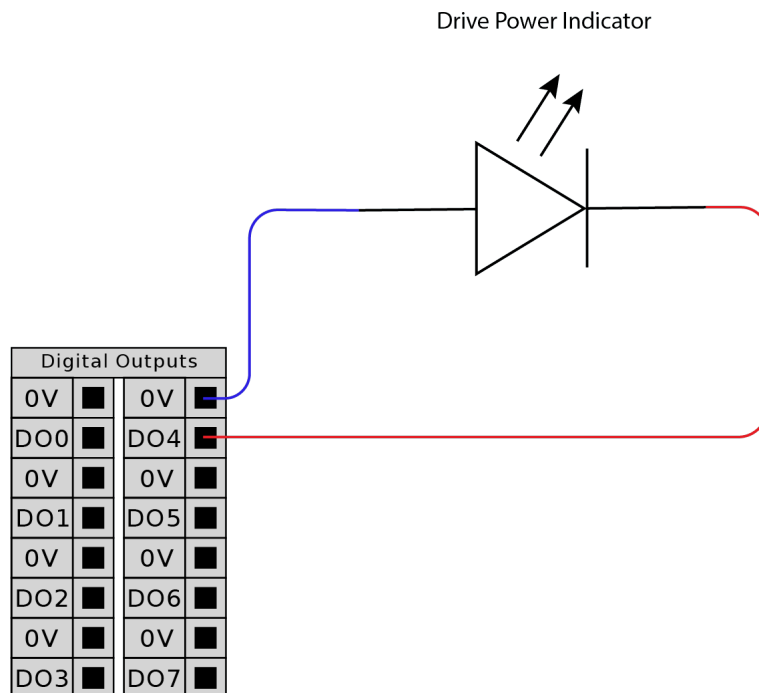 Drive Power Indicator
Digital Outputs
0V 0V
DO0 DO4
0V 0V
DO1 DO5
0V 0V
DO2 DO6
0V 0V
DO3 DO7